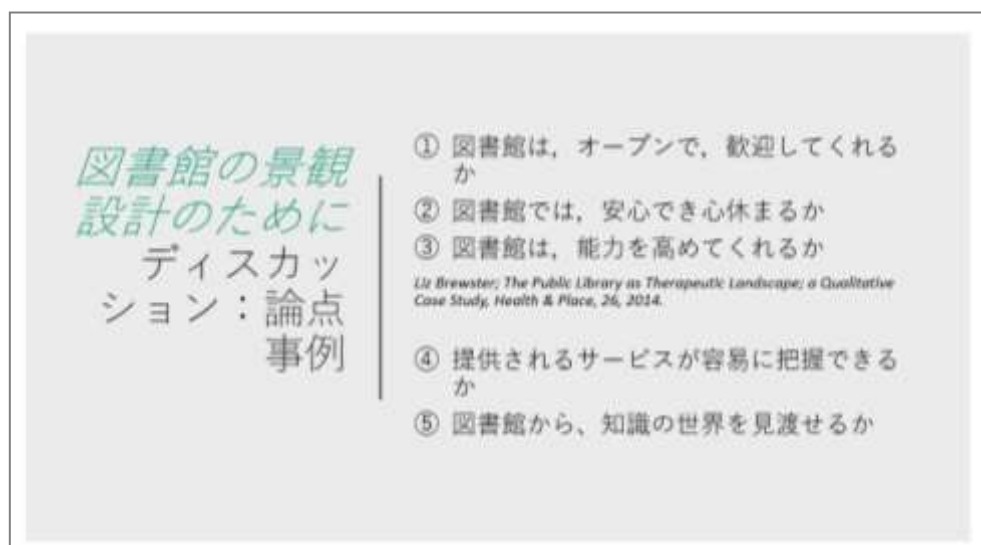 図書館の景観
設計のために
ディスカッ
ション：論点
事例
① 図書館は，オープンで，歓迎してくれる
か
② 図書館では，安心でき心休まるか
③ 図書館は，能力を高めてくれるか
Liz Brewster; The Public Library as Therapeutic Landscape; a Qualitative
Case Study, Health & Place, 26, 2014.
④ 提供されるサービスが容易に把握できる
か
⑤ 図書館から、知識の世界を見渡せるか